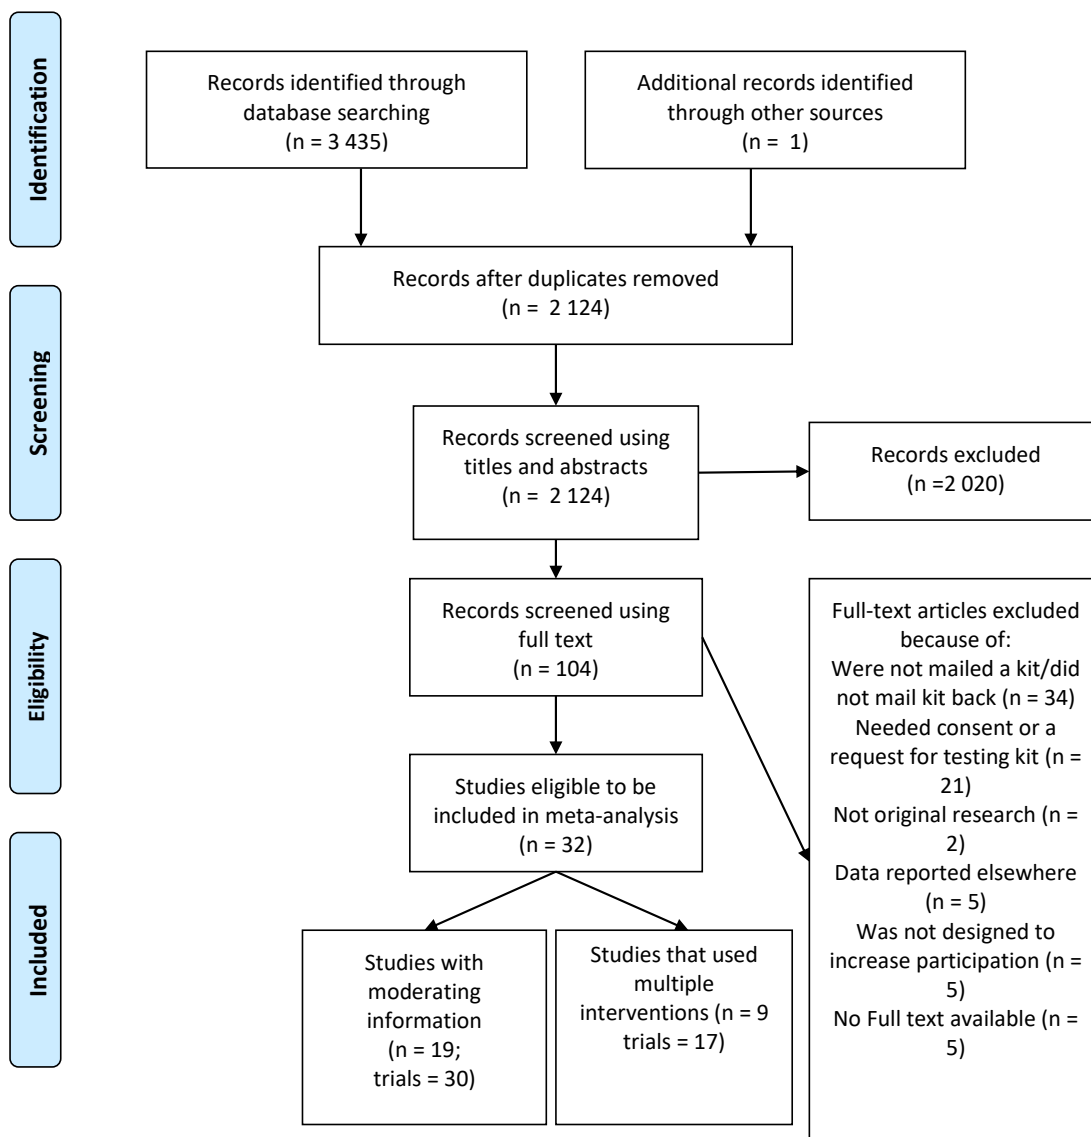 Identification
Records identified through
database searching
(n = 3 435)
Additional records identified
through other sources
(n =  1)
Records after duplicates removed
(n =  2 124)
Screening
Records screened using
titles and abstracts
(n =  2 124)
Records excluded
(n =2 020)
Eligibility
Records screened using
full text
(n = 104)
Full-text articles excluded
because of:
Were not mailed a kit/did
not mail kit back (n = 34)
Needed consent or a
request for testing kit (n =
21)
Not original research (n =
2)
Data reported elsewhere
(n = 5)
Was not designed to
increase participation (n =
5)
No Full text available (n =
5)
Studies eligible to be
included in meta-analysis
(n = 32)
Included
Studies with
moderating
information
(n = 19;
trials = 30)
Studies that used
multiple
interventions (n = 9
trials = 17)